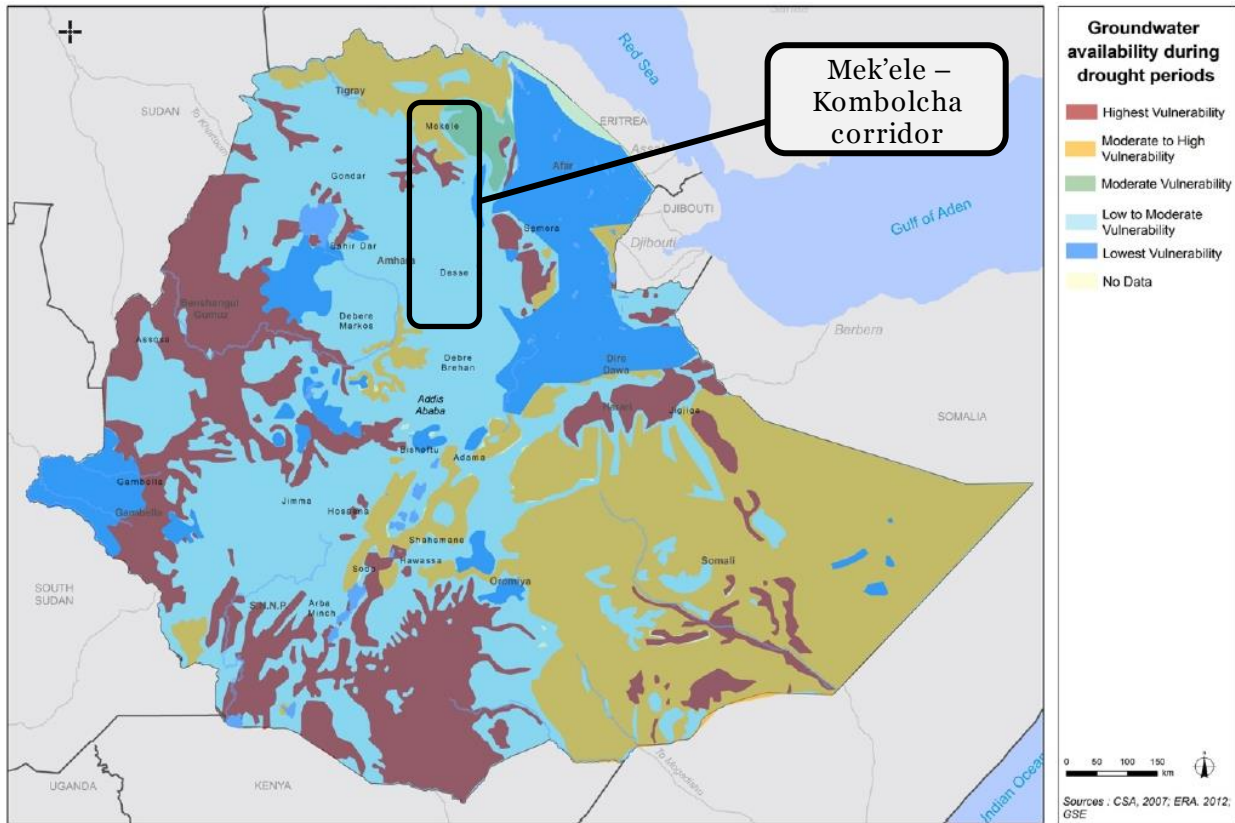 Groundwater
availability during
drought periods
Highest Vulnerability
Moderate to High
Vulnerability
Moderate Vulnerability
Low to Moderate
Vulnerability
Lowest Vulnerability
No Data
0 50 100 150
km
Sources : CSA, 2007; ERA. 2012;
GSE
Mek’ele –
Kombolcha
corridor
Red Sea
ERITREA
SUDAN
To Khartoum
Tigray
Mekele
Afar
DJIBOUTI
Djibouti
Gulf of Aden
Gondar
Semera
Bahir Dar
Amhara
Desse
Benshangul
Gumuz
Debere
Markos
Berbera
Assosa
Debre
Brehan
Dire
Dawa
Addis
Ababa
Harari
Jigjiga
SOMALIA
Bishoftu
Adama
Gambella
Gambella
Jimma
Hosaena
Shahsmane
Hawassa
Sodo
Somali
Oromiya
SOUTH
SUDAN
S.N.N.P.
Arba
Minch
UGANDA
KENYA
To Mogadishu
Indian Ocean